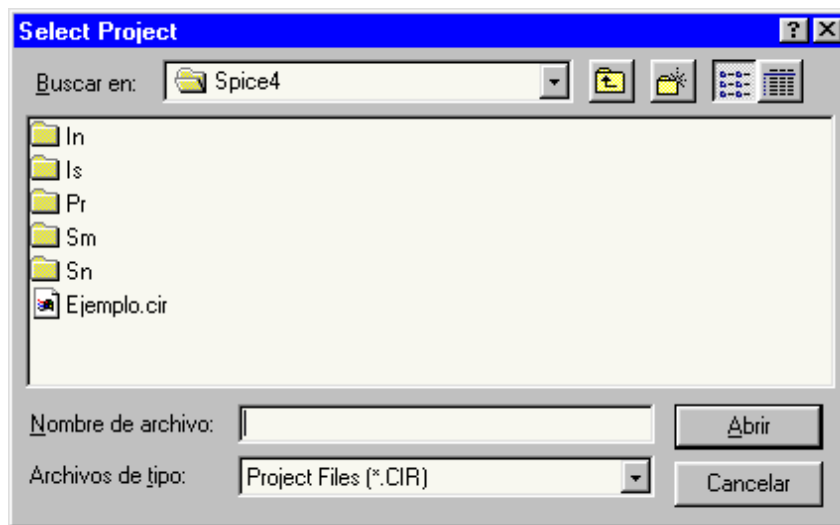 Select Project
Buscar en: Spice4
In
Is
Pr
Sm
Sn
Ejemplo.cir
Nombre de archivo: Abrir
Archivos de tipo: Project Files (*.CIR) Cancelar